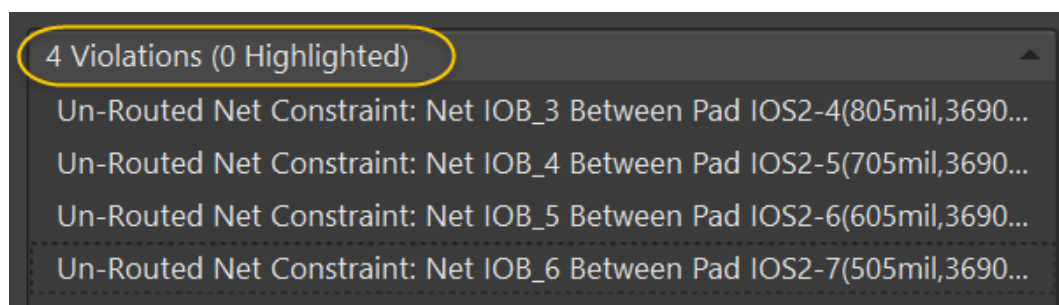 4 Violations (0 Highlighted)
Un-Routed Net Constraint: Net IOB_3 Between Pad IOS2-4(805mil,3690...
Un-Routed Net Constraint: Net IOB_4 Between Pad IOS2-5(705mil,3690...
Un-Routed Net Constraint: Net IOB_5 Between Pad IOS2-6(605mil,3690...
Un-Routed Net Constraint: Net IOB_6 Between Pad IOS2-7(505mil,3690...